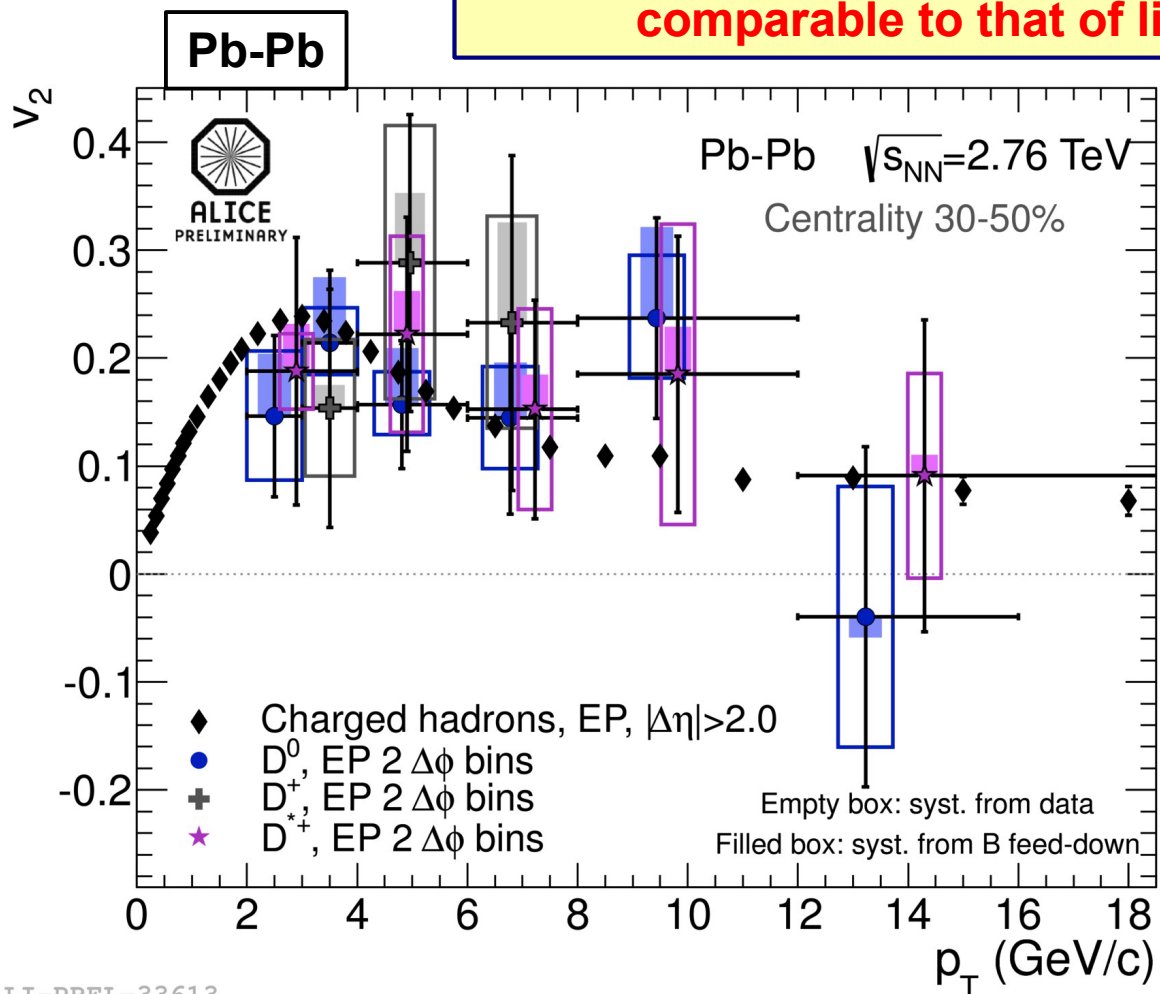 comparable to that of li
Pb-Pb
v2
ALICE
PRELIMINARY
Pb-Pb √sNN=2.76 TeV
Centrality 30-50%
0.4
0.3
0.2
0.1
0
-0.1
-0.2
Charged hadrons, EP, |Δη|>2.0
D0, EP 2 Δϕ bins
D+, EP 2 Δϕ bins
D*+, EP 2 Δϕ bins
Empty box: syst. from data
Filled box: syst. from B feed-down
0 2 4 6 8 10 12 14 16 18
pT (GeV/c)